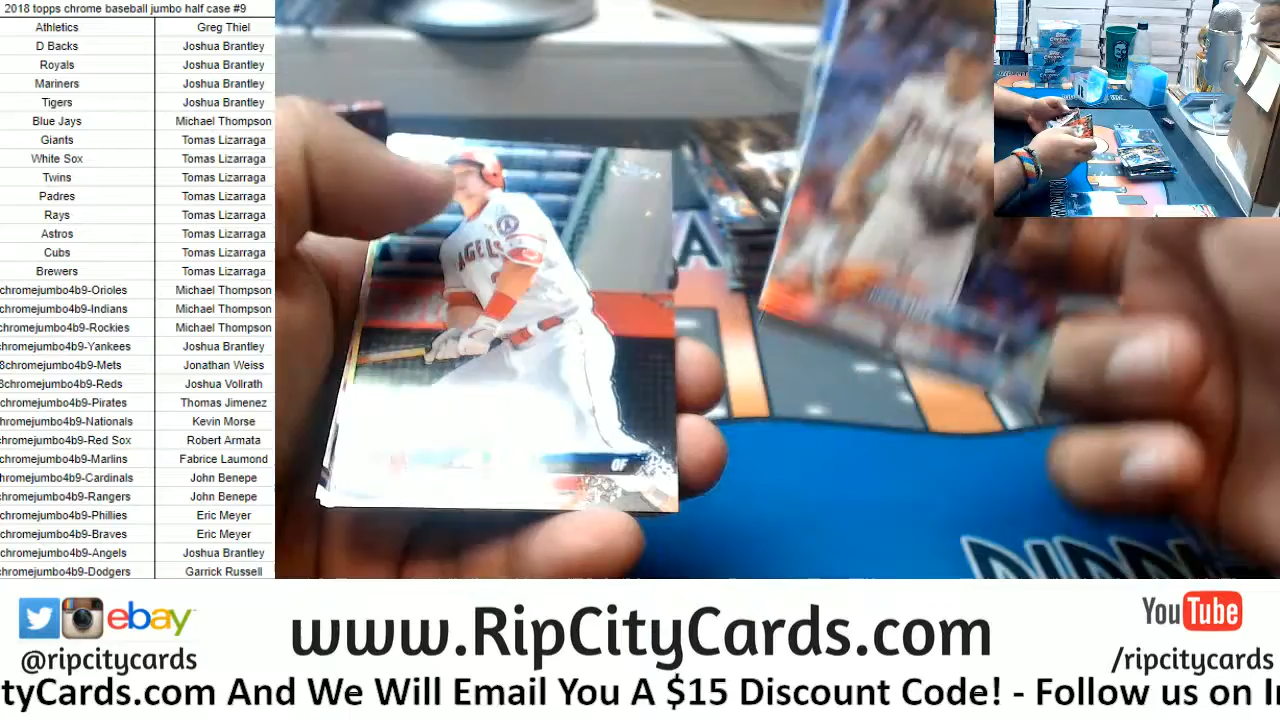 2018 topps chrome baseball jumbo half case #9
Athletics Greg Thiel
D Backs Joshua Brantley
Royals Joshua Brantley
Mariners Joshua Brantley
Tigers Joshua Brantley
Blue Jays Michael Thompson
Giants Tomas Lizarraga
White Sox Tomas Lizarraga
Twins Tomas Lizarraga
Padres Tomas Lizarraga
Rays Tomas Lizarraga
Astros Tomas Lizarraga
Cubs Tomas Lizarraga
Brewers Tomas Lizarraga
chromejumbo4b9-Orioles Michael Thompson
chromejumbo4b9-Indians Michael Thompson
chromejumbo4b9-Rockies Michael Thompson
chromejumbo4b9-Yankees Joshua Brantley
8chromejumbo4b9-Mets Jonathan Weiss
8chromejumbo4b9-Reds Joshua Vollrath
chromejumbo4b9-Pirates Thomas Jimenez
chromejumbo4b9-Nationals Kevin Morse
chromejumbo4b9-Red Sox Robert Armata
chromejumbo4b9-Marlins Fabrice Laumond
chromejumbo4b9-Cardinals John Benepe
chromejumbo4b9-Rangers John Benepe
chromejumbo4b9-Phillies Eric Meyer
chromejumbo4b9-Braves Eric Meyer
chromejumbo4b9-Angels Joshua Brantley
chromejumbo4b9-Dodgers Garrick Russell
ANGELS
OF
A
ebay
@ripcitycards
www.RipCityCards.com
YouTube
/ripcitycards
tyCards.com And We Will Email You A $15 Discount Code! - Follow us on In